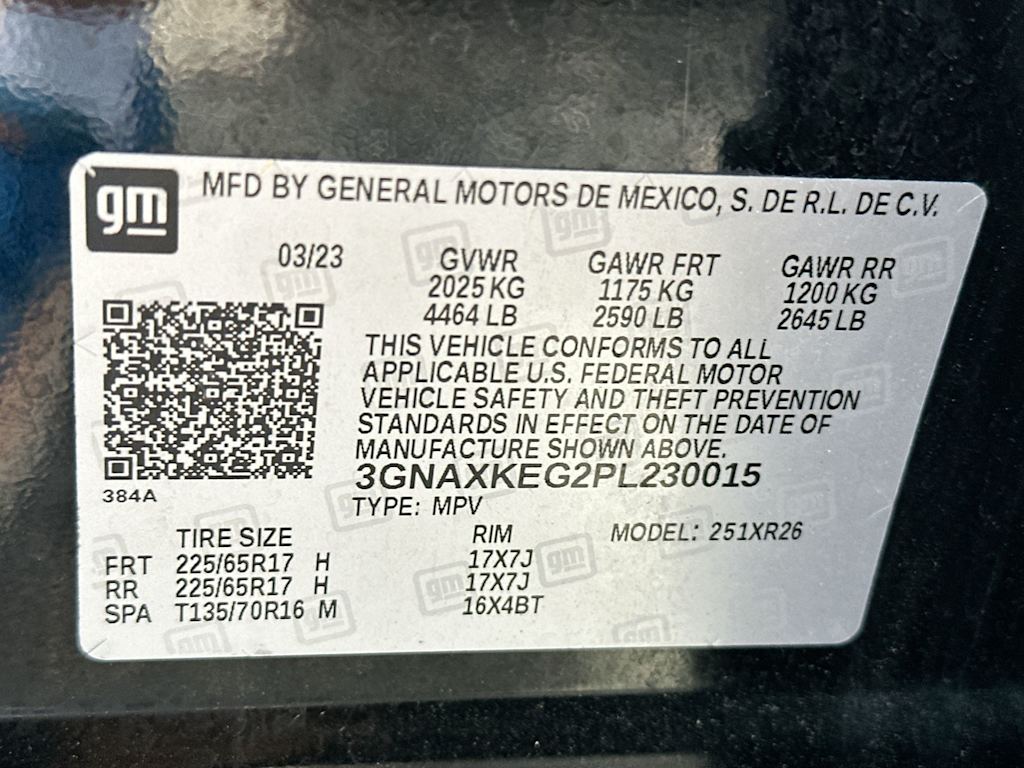 gm
MFD BY GENERAL MOTORS DE MEXICO, S. DE R.L. DE C.V.
03/23 GVWR GAWR FRT GAWR RR
2025 KG 1175 KG 1200 KG
4464 LB 2590 LB 2645 LB
THIS VEHICLE CONFORMS TO ALL
APPLICABLE U.S. FEDERAL MOTOR
VEHICLE SAFETY AND THEFT PREVENTION
STANDARDS IN EFFECT ON THE DATE OF
MANUFACTURE SHOWN ABOVE.
3GNAXKEG2PL230015
384A
TYPE: MPV
TIRE SIZE RIM MODEL: 251XR26
FRT 225/65R17 H 17X7J
RR 225/65R17 H 17X7J
SPA T135/70R16 M 16X4BT